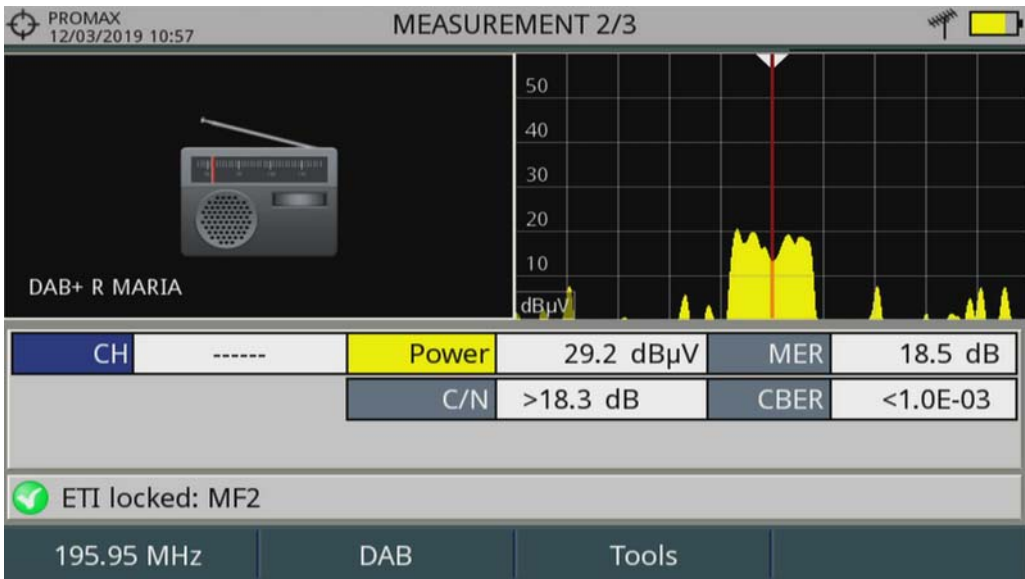 PROMAX
12/03/2019 10:57
MEASUREMENT 2/3
50
40
30
20
10
dBµV
DAB+ R MARIA
CH ------ Power 29.2 dBµV MER 18.5 dB
C/N >18.3 dB CBER <1.0E-03
ETI locked: MF2
195.95 MHz DAB Tools